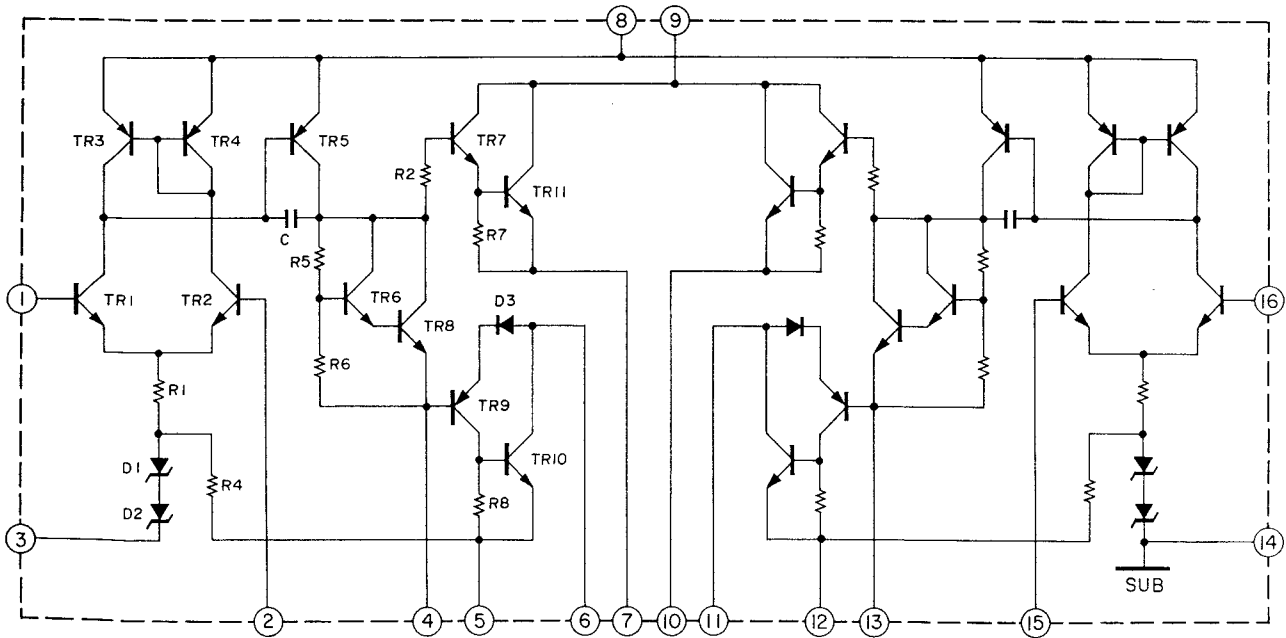 8 9
TR3 TR4 TR5 TR7
R2 TR11
C R7
R5
1 TR1 TR2 TR6 D3 16
TR8
R6
R1 TR9
D1 R4 TR10
D2 R8
3 14
SUB
2 4 5 6 7 10 11 12 13 15